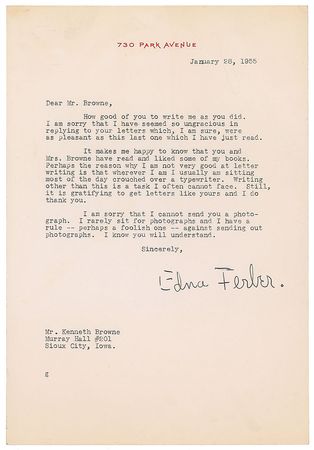 730 PARK AVENUE
January 28, 1955
Dear Mr. Browne,
How good of you to write me as you did.
I am sorry that I have seemed so ungracious in
replying to your letters which, I am sure, were
as pleasant as this last one which I have just read.
It makes me happy to know that you and
Mrs. Browne have read and liked some of my books.
Perhaps the reason why I am not very good at letter
writing is that wherever I am I usually am sitting
most of the day crouched over a typewriter. Writing
other than this is a task I often cannot face. Still,
it is gratifying to get letters like yours and I do
thank you.
I am sorry that I cannot send you a photo-
graph. I rarely sit for photographs and I have a
rule -- perhaps a foolish one -- against sending out
photographs. I know you will understand.
Sincerely,
Edna Ferber.
Mr. Kenneth Browne
Murray Hall #201
Sioux City, Iowa.
g